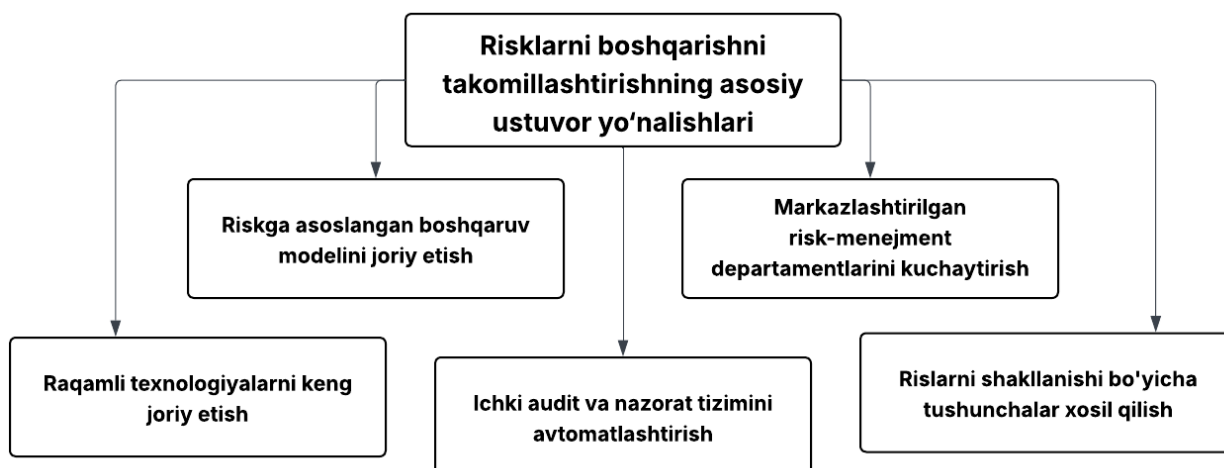 Risklarni boshqarishni
takomillashtirishning asosiy
ustuvor yo‘nalishlari
Riskga asoslangan boshqaruv
modelini joriy etish
Markazlashtirilgan
risk-menejment
departamentlarini kuchaytirish
Raqamli texnologiyalarni keng
joriy etish
Ichki audit va nazorat tizimini
avtomatlashtirish
Rislarni shakllanishi bo'yicha
tushunchalar xosil qilish